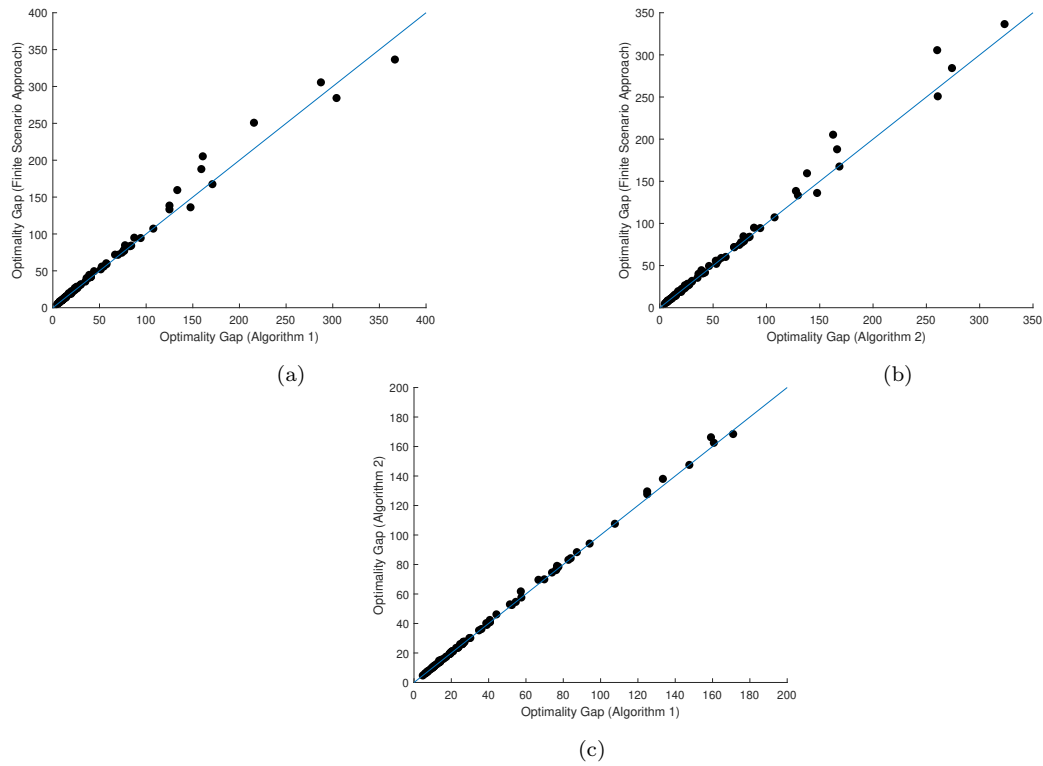 400
350
300
250
200
150
100
50
0
Optimality Gap (Finite Scenario Approach)
0 50 100 150 200 250 300 350 400
Optimality Gap (Algorithm 1)
(a)
350
300
250
200
150
100
50
0
Optimality Gap (Finite Scenario Approach)
0 50 100 150 200 250 300 350
Optimality Gap (Algorithm 2)
(b)
200
180
160
140
120
100
80
60
40
20
0
Optimality Gap (Algorithm 2)
0 20 40 60 80 100 120 140 160 180 200
Optimality Gap (Algorithm 1)
(c)